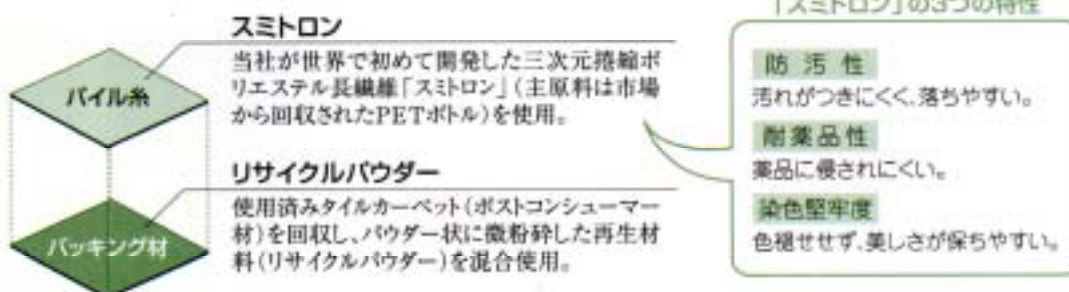 スミトロン
当社が世界で初めて開発した三次元捲縮ポ
リエステル長繊維「スミトロン」（主原料は市場
から回収されたPETボトル）を使用。
パイル糸
リサイクルパウダー
使用済みタイルカーペット（ポストコンシューマー
材）を回収し、パウダー状に微粉砕した再生材
料（リサイクルパウダー）を混合使用。
バッキング材
「スミトロン」の3つの特性
防汚性
汚れがつきにくく、落ちやすい。
耐薬品性
薬品に侵されにくい。
染色堅牢度
色褪せせず、美しさが保ちやすい。